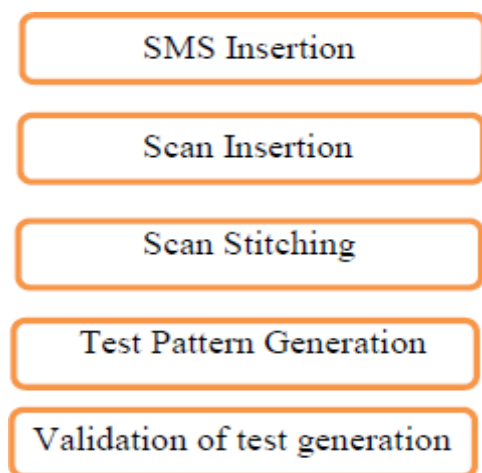 SMS Insertion
Scan Insertion
Scan Stitching
Test Pattern Generation
Validation of test generation